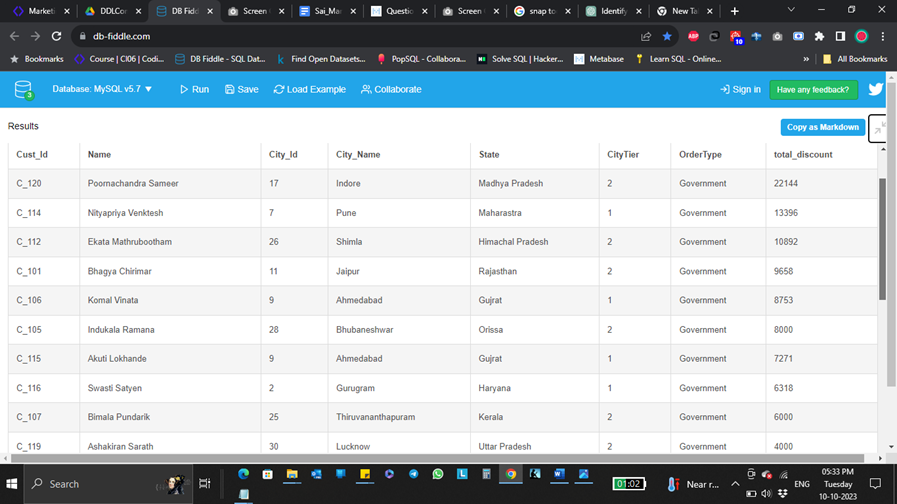 Marketi
DDLCor
DB Fiddl
Screen (
Sai_Mar
Questio
Screen (
snap to
Identify
New Tal
db-fiddle.com
ABP
10
Bookmarks
Course | CI06 | Codi...
DB Fiddle - SQL Dat...
Find Open Datasets...
PopSQL - Collabora...
Solve SQL | Hacker...
Metabase
Learn SQL - Online...
»
All Bookmarks
3
Database: MySQL v5.7 ▼
Run
Save
Load Example
Collaborate
Sign in
Have any feedback?
Results
Copy as Markdown
Cust_Id Name City_Id City_Name State CityTier OrderType total_discount
C_120 Poornachandra Sameer 17 Indore Madhya Pradesh 2 Government 22144
C_114 Nityapriya Venktesh 7 Pune Maharastra 1 Government 13396
C_112 Ekata Mathrubootham 26 Shimla Himachal Pradesh 2 Government 10892
C_101 Bhagya Chirimar 11 Jaipur Rajasthan 2 Government 9658
C_106 Komal Vinata 9 Ahmedabad Gujrat 1 Government 8753
C_105 Indukala Ramana 28 Bhubaneshwar Orissa 2 Government 8000
C_115 Akuti Lokhande 9 Ahmedabad Gujrat 1 Government 7271
C_116 Swasti Satyen 2 Gurugram Haryana 1 Government 6318
C_107 Bimala Pundarik 25 Thiruvananthapuram Kerala 2 Government 6000
C_119 Ashakiran Sarath 30 Lucknow Uttar Pradesh 2 Government 4000
Search
01:02
Near r...
ENG
05:33 PM
Tuesday
10-10-2023